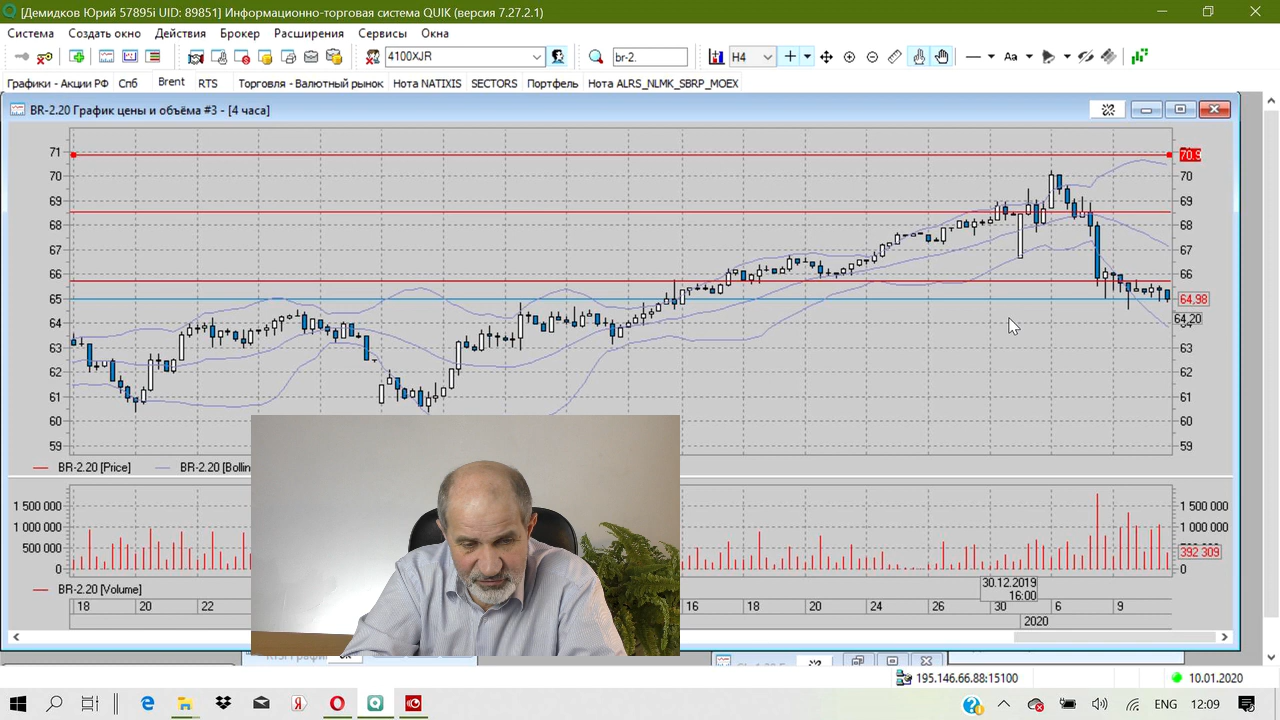 [Демидков Юрий 57895i UID: 89851] Информационно-торговая система QUIK (версия 7.27.2.1)
Система Создать окно Действия Брокер Расширения Сервисы Окна
4100XJR br-2. H4 Aa
Графики - Акции РФ Спб Brent RTS Торговля - Валютный рынок Нота NATIXIS SECTORS Портфель Нота ALRS_NLMK_SBRP_MOEX
BR-2.20 График цены и объёма #3 - [4 часа]
71 70.9
70 70
69 69
68 68
67 67
66 66
65 64,98
64 64,20
63 63
62 62
61 61
60 60
59 59
BR-2.20 [Price] BR-2.20 [Bollin
1 500 000 1 500 000
1 000 000 1 000 000
500 000
392 309
0 0
BR-2.20 [Volume]
30.12.2019
16:00
18 20 22 16 18 20 24 26 30 6 9
2020
195.146.66.88:15100 10.01.2020
ENG 12:09